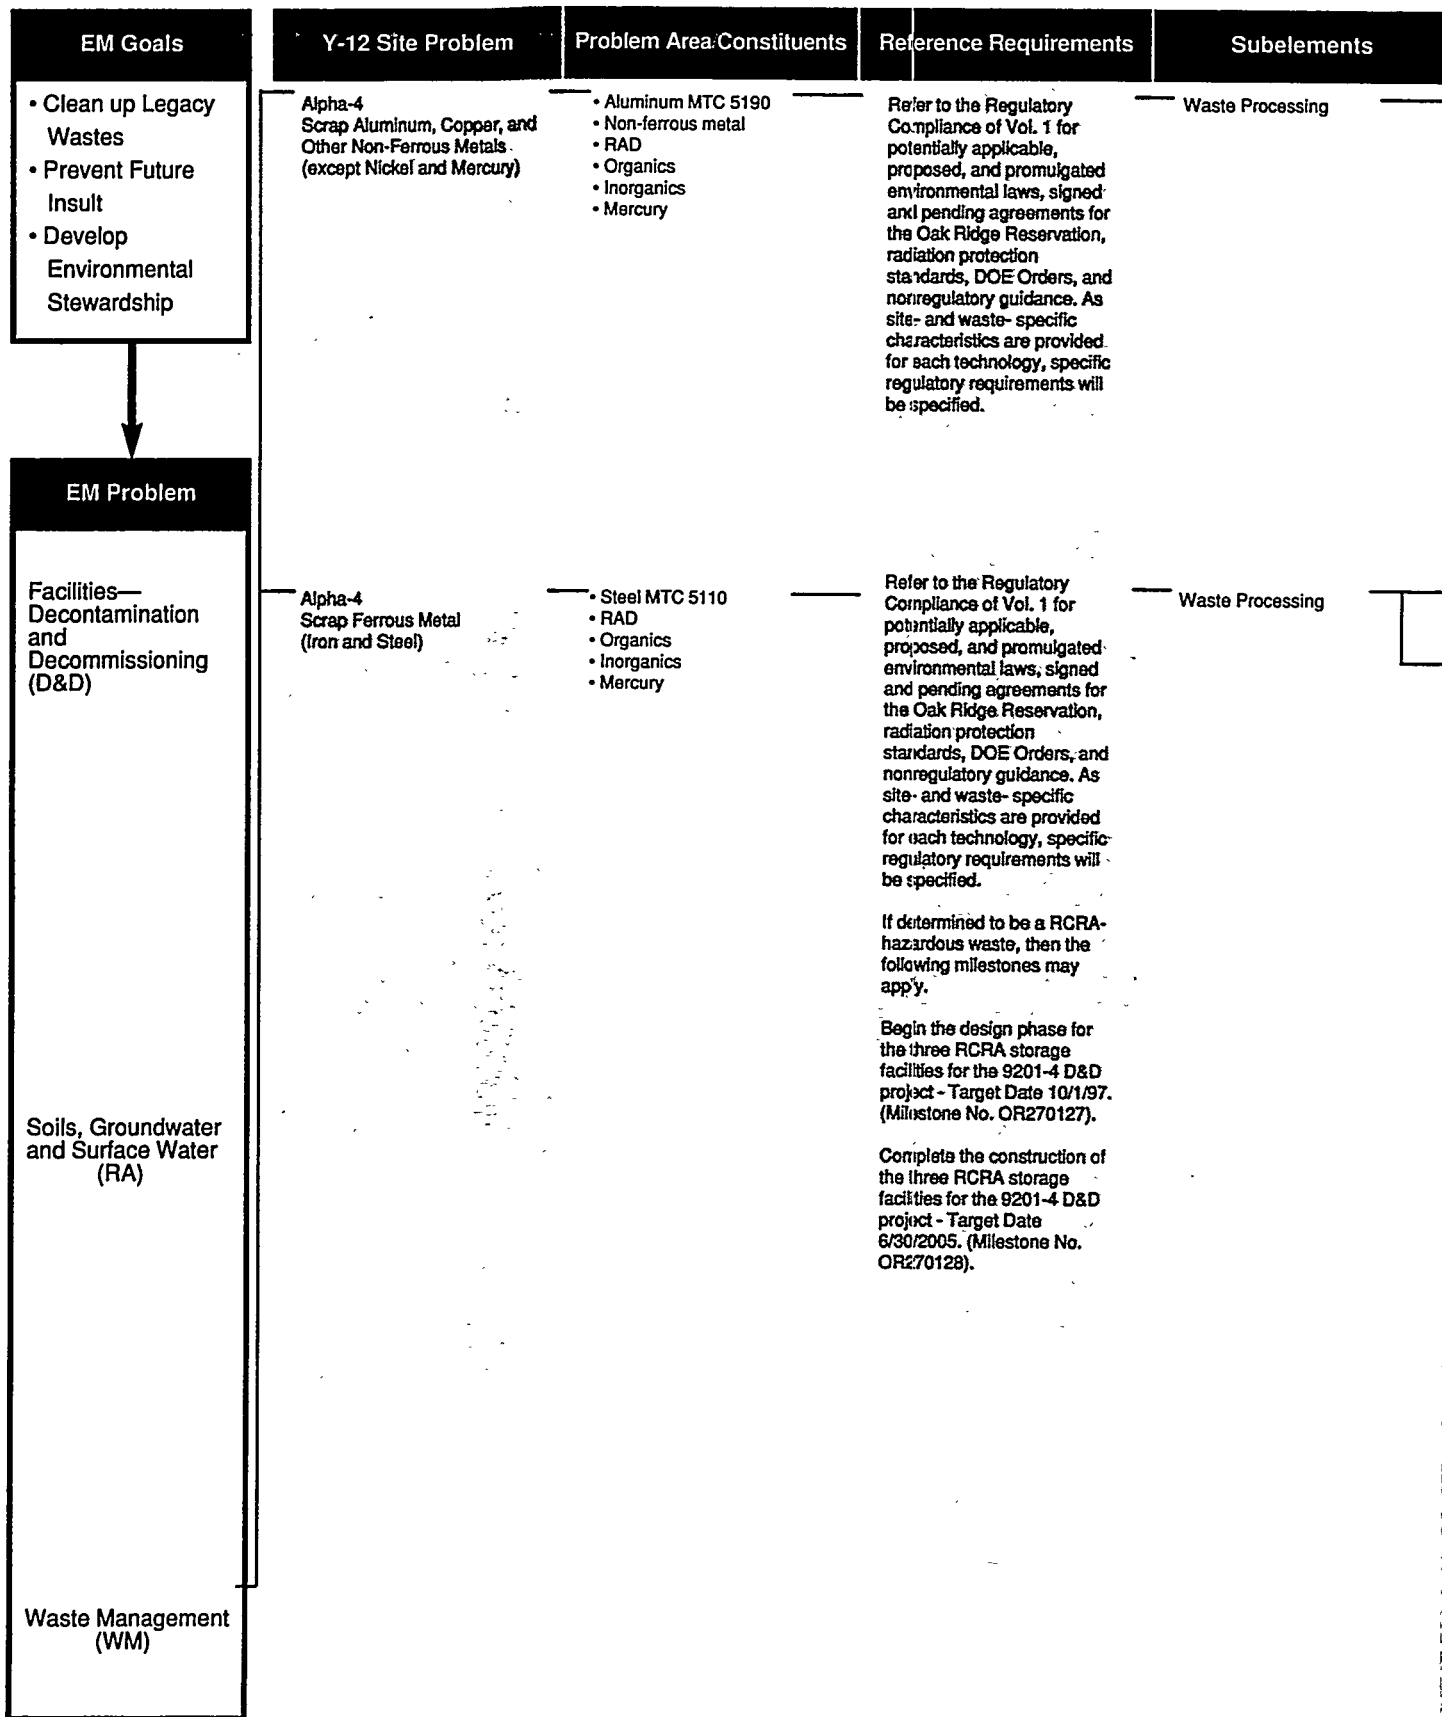 EM Goals
• Clean up Legacy
Wastes
• Prevent Future
Insult
• Develop
Environmental
Stewardship
EM Problem
Facilities—
Decontamination
and
Decommissioning
(D&D)
Soils, Groundwater
and Surface Water
(RA)
Waste Management
(WM)
Y-12 Site Problem
Problem Area/Constituents
Reference Requirements
Subelements
Alpha-4
Scrap Aluminum, Copper, and
Other Non-Ferrous Metals
(except Nickel and Mercury)
• Aluminum MTC 5190
• Non-ferrous metal
• RAD
• Organics
• Inorganics
• Mercury
Refer to the Regulatory
Compliance of Vol. 1 for
potentially applicable,
proposed, and promulgated
environmental laws, signed
and pending agreements for
the Oak Ridge Reservation,
radiation protection
standards, DOE Orders, and
nonregulatory guidance. As
site- and waste- specific
characteristics are provided
for each technology, specific
regulatory requirements will
be specified.
Waste Processing
Alpha-4
Scrap Ferrous Metal
(Iron and Steel)
• Steel MTC 5110
• RAD
• Organics
• Inorganics
• Mercury
Refer to the Regulatory
Compliance of Vol. 1 for
potentially applicable,
proposed, and promulgated
environmental laws, signed
and pending agreements for
the Oak Ridge Reservation,
radiation protection
standards, DOE Orders, and
nonregulatory guidance. As
site- and waste- specific
characteristics are provided
for each technology, specific
regulatory requirements will
be specified.
If determined to be a RCRA-
hazardous waste, then the
following milestones may
apply.
Begin the design phase for
the three RCRA storage
facilities for the 9201-4 D&D
project - Target Date 10/1/97.
(Milestone No. OR270127).
Complete the construction of
the three RCRA storage
facilities for the 9201-4 D&D
project - Target Date
6/30/2005. (Milestone No.
OR270128).
Waste Processing